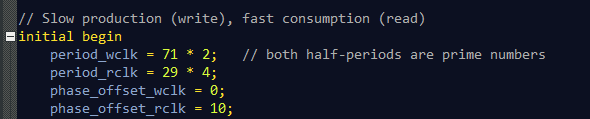 // Slow production (write), fast consumption (read)
initial begin
period_wclk = 71 * 2;   // both half-periods are prime numbers
period_rclk = 29 * 4;
phase_offset_wclk = 0;
phase_offset_rclk = 10;